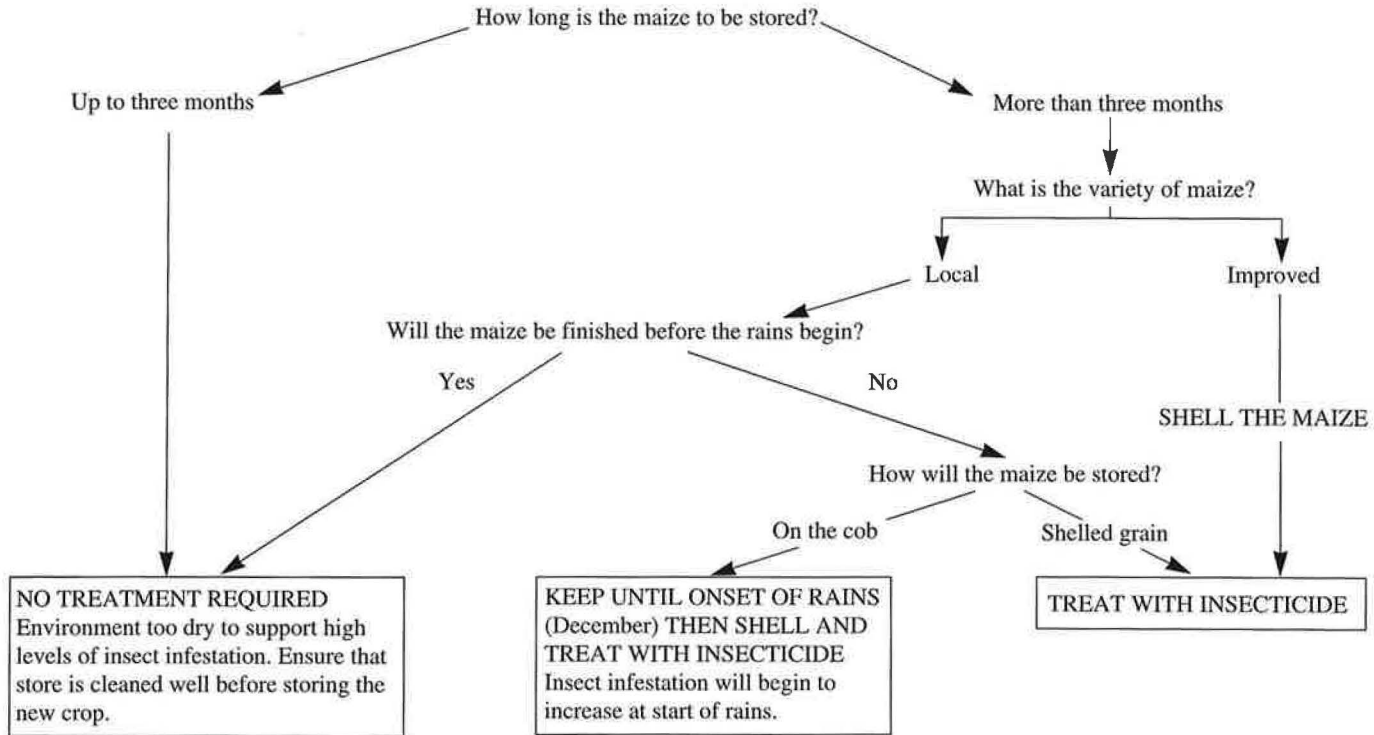 How long is the maize to be stored?
Up to three months
More than three months
What is the variety of maize?
Local
Improved
Will the maize be finished before the rains begin?
Yes
No
SHELL THE MAIZE
How will the maize be stored?
On the cob
Shelled grain
NO TREATMENT REQUIRED
Environment too dry to support high
levels of insect infestation. Ensure that
store is cleaned well before storing the
new crop.
KEEP UNTIL ONSET OF RAINS
(December) THEN SHELL AND
TREAT WITH INSECTICIDE
Insect infestation will begin to
increase at start of rains.
TREAT WITH INSECTICIDE